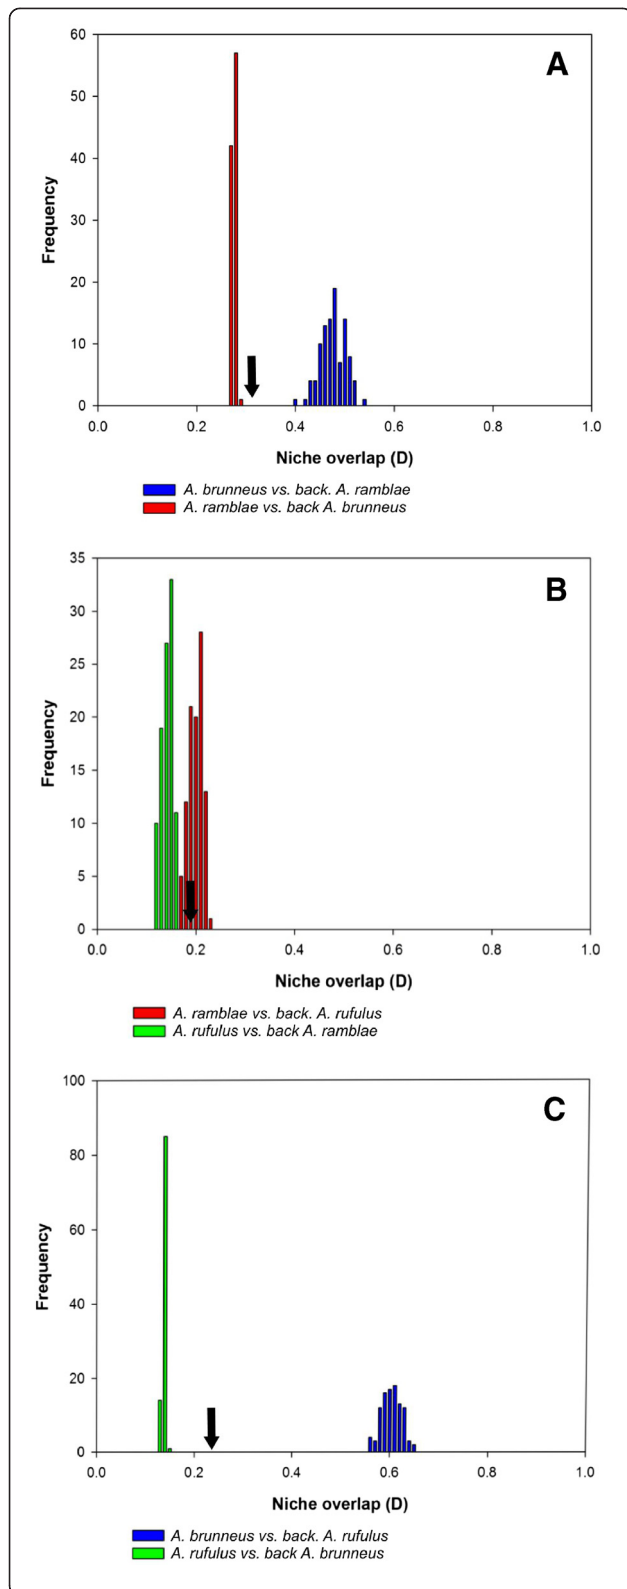 A
60
50
40
30
20
10
0
Frequency
0.0 0.2 0.4 0.6 0.8 1.0
Niche overlap (D)
A. brunneus vs. back. A. ramblae
A. ramblae vs. back A. brunneus
B
35
30
25
20
15
10
5
0
Frequency
0.0 0.2 0.4 0.6 0.8 1.0
Niche overlap (D)
A. ramblae vs. back. A. rufulus
A. rufulus vs. back A. ramblae
C
100
80
60
40
20
0
Frequency
0.0 0.2 0.4 0.6 0.8 1.0
Niche overlap (D)
A. brunneus vs. back. A. rufulus
A. rufulus vs. back A. brunneus